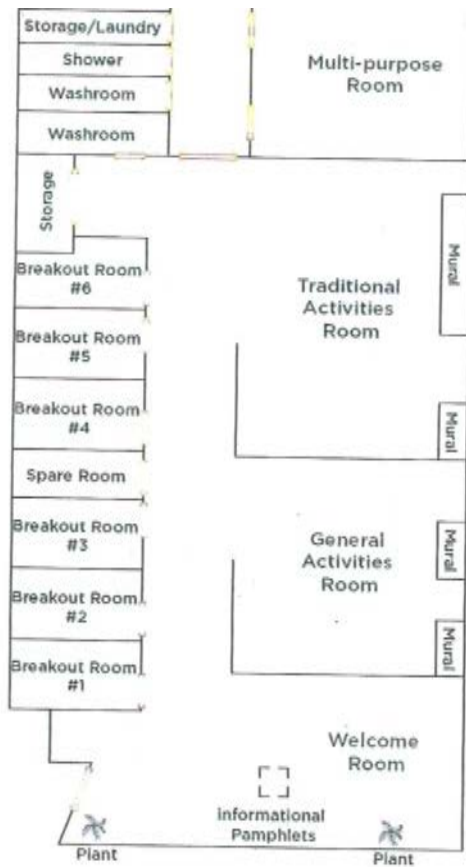 Storage/Laundry
Shower
Washroom
Washroom
Multi-purpose
Room
Storage
Breakout Room
#6
Breakout Room
#5
Breakout Room
#4
Spare Room
Breakout Room
#3
Breakout Room
#2
Breakout Room
#1
Traditional
Activities
Room
Mural
Mural
General
Activities
Room
Mural
Mural
Welcome
Room
Informational
Pamphlets
Plant
Plant